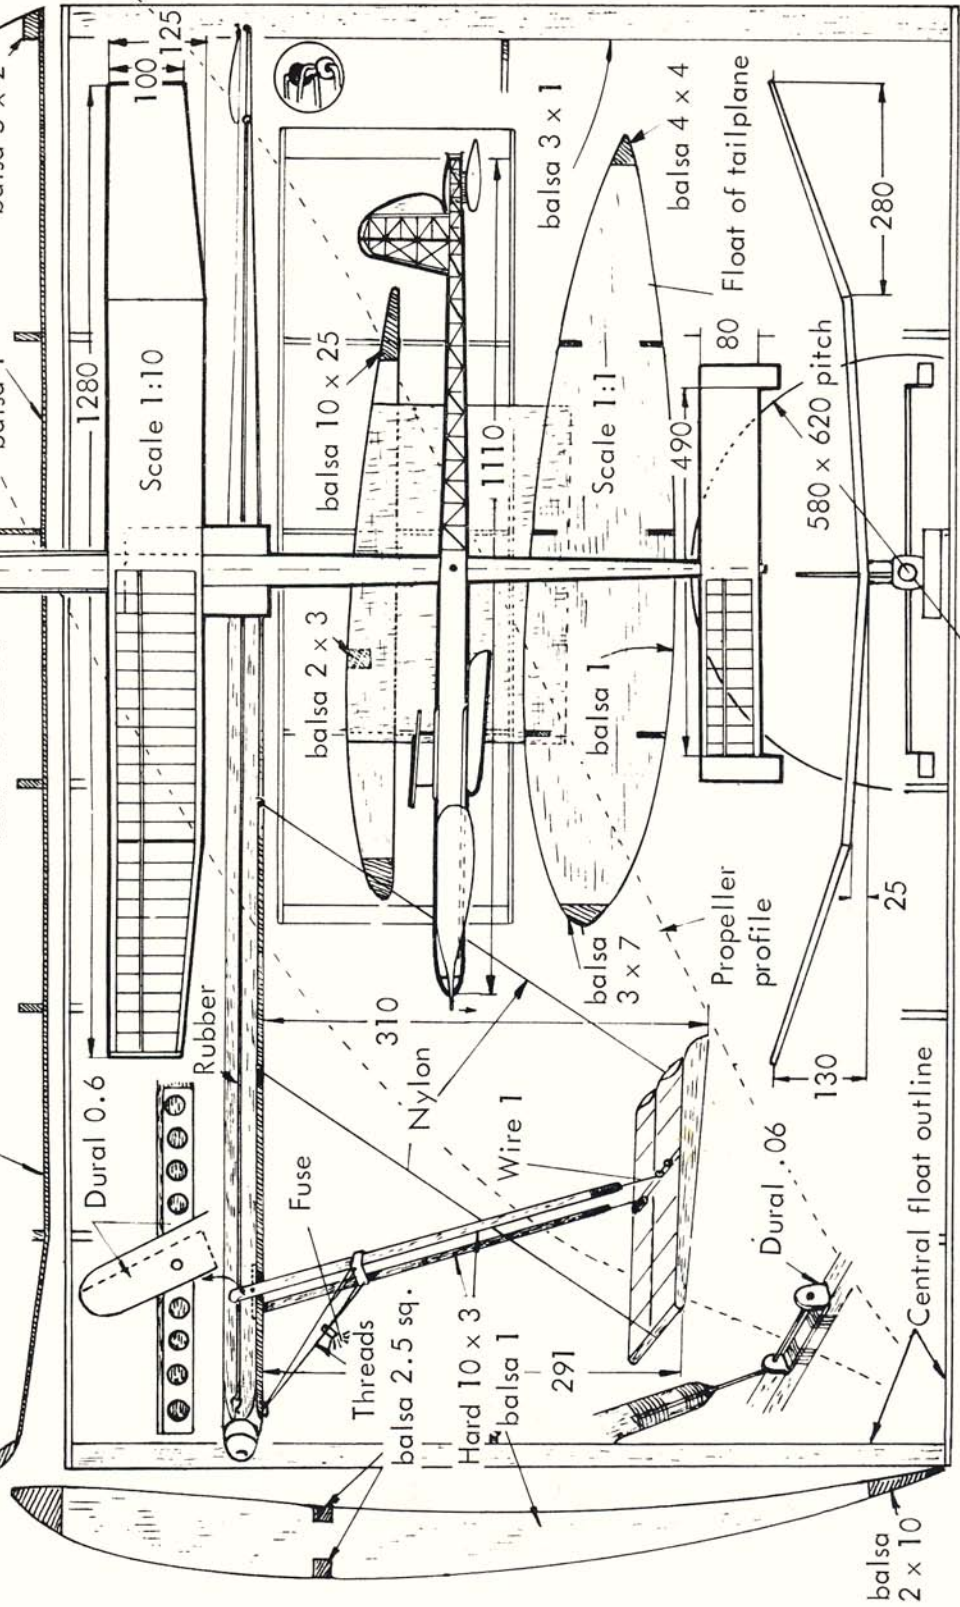 125
100
1280
Scale 1:10
balsa 3 x 1
balsa 4 x 4
Float of tailplane
280
balsa 10 x 25
1110
Scale 1:1
80
490
580 x 620 pitch
balsa 2 x 3
balsa 1
balsa
3 x 7
Propeller
profile
25
130
Rubber
310
Nylon
Dural 0.6
Fuse
Wire 1
Dural .06
Central float outline
Threads
balsa 2.5 sq.
Hard 10 x 3
balsa 1
291
balsa
2 x 10